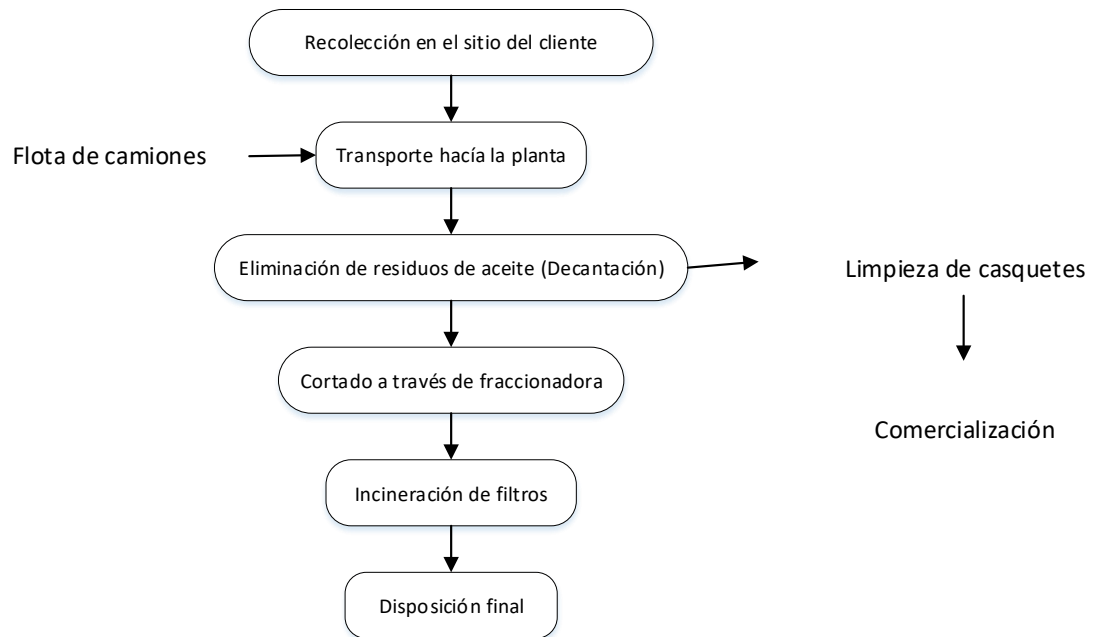 Recolección en el sitio del cliente
Flota de camiones
Transporte hacía la planta
Eliminación de residuos de aceite (Decantación)
Limpieza de casquetes
Cortado a través de fraccionadora
Comercialización
Incineración de filtros
Disposición final